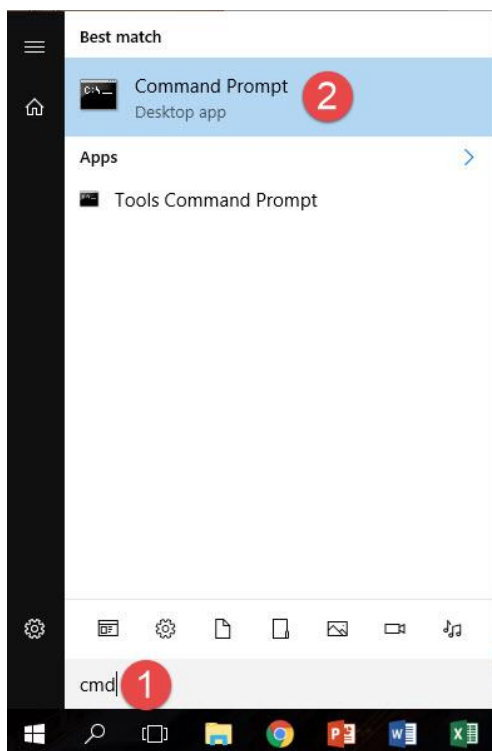 Best match
C:\_
Command Prompt
2
Desktop app
Apps
Tools Command Prompt
cmd
1
P
W
X